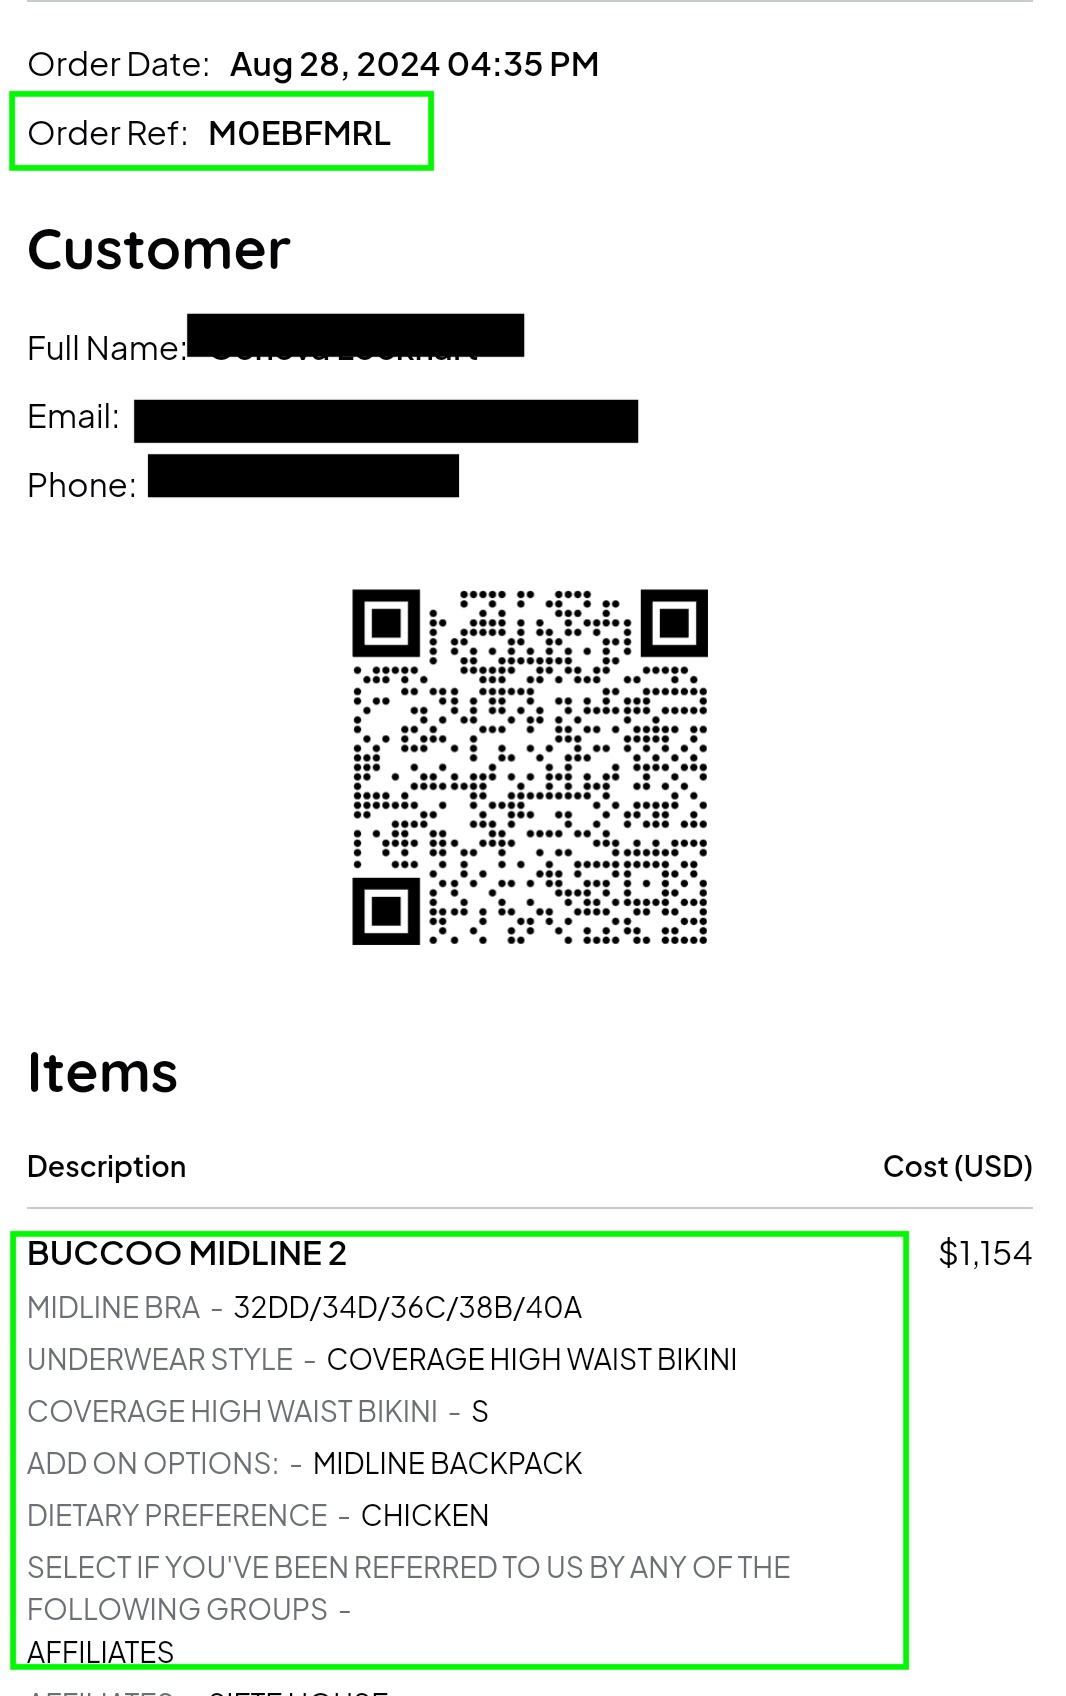 Order Date: Aug 28, 2024 04:35 PM
Order Ref: M0EBFMRL
Customer
Full Name:
Email:
Phone:
Items
Description Cost (USD)
BUCCOO MIDLINE 2 $1,154
MIDLINE BRA - 32DD/34D/36C/38B/40A
UNDERWEAR STYLE - COVERAGE HIGH WAIST BIKINI
COVERAGE HIGH WAIST BIKINI - S
ADD ON OPTIONS: - MIDLINE BACKPACK
DIETARY PREFERENCE - CHICKEN
SELECT IF YOU'VE BEEN REFERRED TO US BY ANY OF THE
FOLLOWING GROUPS -
AFFILIATES